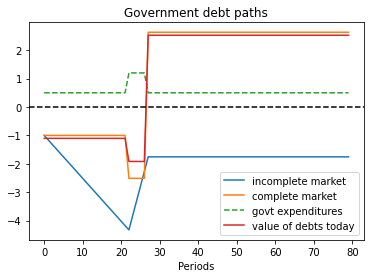 Government debt paths
2
1
0
−1
−2
−3
−4
incomplete market
complete market
govt expenditures
value of debts today
0 10 20 30 40 50 60 70 80
Periods